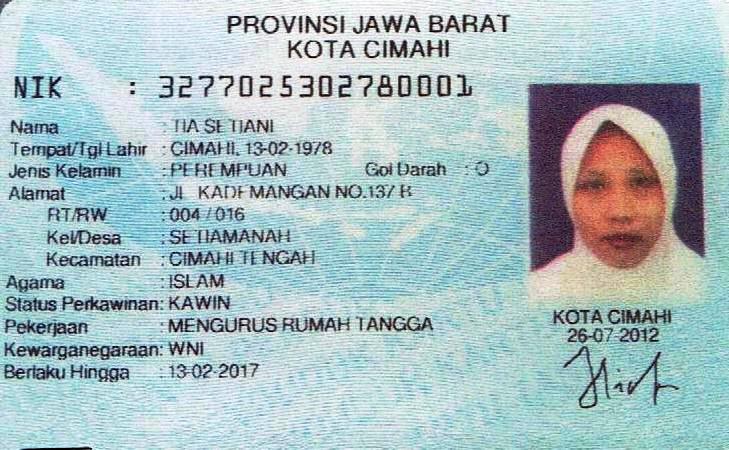 PROVINSI JAWA BARAT
KOTA CIMAHI
NIK : 3277025302780001
Nama : TIA SETIANI
Tempat/Tgl Lahir : CIMAHI, 13-02-1978
Jenis Kelamin : PEREMPUAN Gol Darah : O
Alamat : JL KADEMANGAN NO.137 B
RT/RW : 004 / 016
Kel/Desa : SETIAMANAH
Kecamatan : CIMAHI TENGAH
Agama : ISLAM
Status Perkawinan: KAWIN
Pekerjaan : MENGURUS RUMAH TANGGA
Kewarganegaraan: WNI
Berlaku Hingga : 13-02-2017
KOTA CIMAHI
26-07-2012